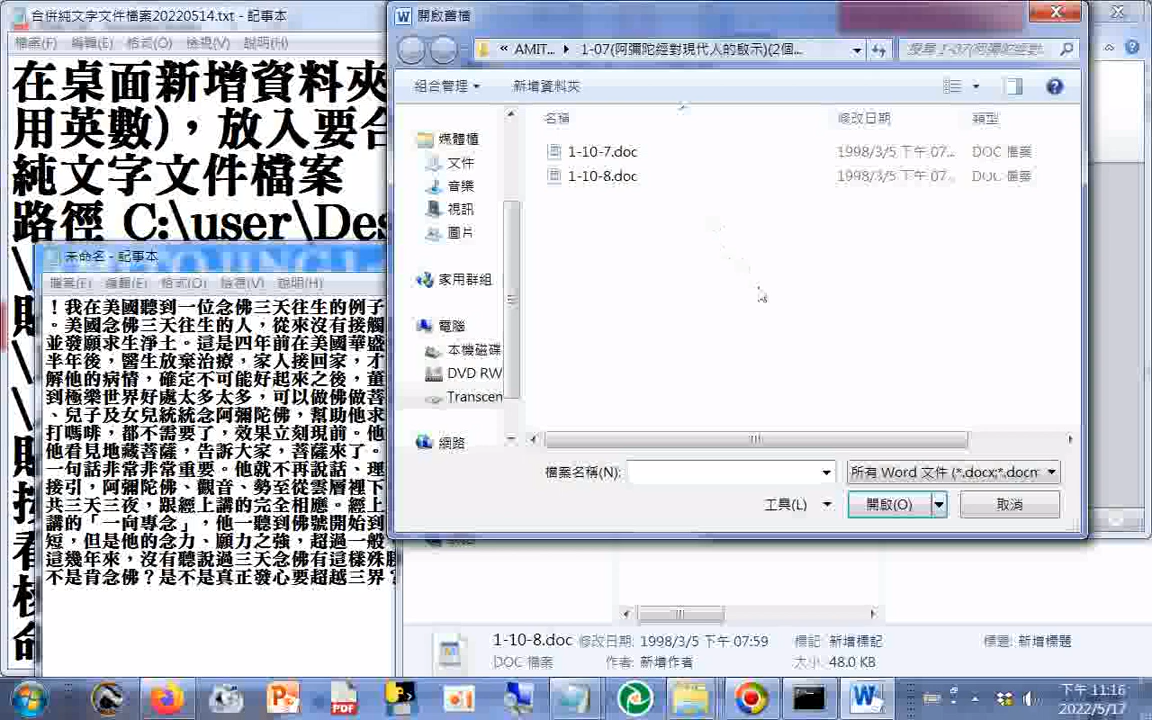 合拼純文字文件檔案20220514.txt - 記事本
檔案(F) 編輯(E) 格式(O) 檢視(V) 說明(H)
在桌面新增資料夾
用英數)，放入要合
純文字文件檔案
路徑 C:\user\Des
未命名 - 記事本
檔案(F) 編輯(E) 格式(O) 檢視(V) 說明(H)
！我在美國聽到一位念佛三天往生的例子
。美國念佛三天往生的人，從來沒有接觸
並發願求生淨土。這是四年前在美國華盛
半年後，醫生放棄治療，家人接回家，才
解他的病情，確定不可能好起來之後，董
到極樂世界好處太多太多，可以做佛做菩
、兒子及女兒統統念阿彌陀佛，幫助他求
打嗎啡，都不需要了，效果立刻現前。他
他看見地藏菩薩，告訴大家，菩薩來了。
一句話非常非常重要。他就不再說話、理
接引，阿彌陀佛、觀音、勢至從雲層裡下
共三天三夜，跟經上講的完全相應。經上
講的「一向專念」，他一聽到佛號開始到
短，但是他的念力、願力之強，超過一般
這幾年來，沒有聽說過三天念佛有這樣殊
不是肯念佛？是不是真正發心要超越三界？
開啟舊檔
« AMIT... 1-07(阿彌陀經對現代人的啟示)(2個...
搜尋 1-07(阿彌陀經對
組合管理 新增資料夾
名稱 修改日期 類型
1-10-7.doc 1998/3/5 下午 07... DOC 檔案
1-10-8.doc 1998/3/5 下午 07... DOC 檔案
媒體櫃
文件
音樂
視訊
圖片
家用群組
電腦
本機磁碟
DVD RW
Transcen
網路
檔案名稱(N):
所有 Word 文件 (*.docx;*.docm
工具(L) 開啟(O) 取消
1-10-8.doc 修改日期: 1998/3/5 下午 07:59 標記: 新增標記 標題: 新增標題
DOC 檔案 作者: 新增作者 大小: 48.0 KB
下午 11:16
2022/5/17